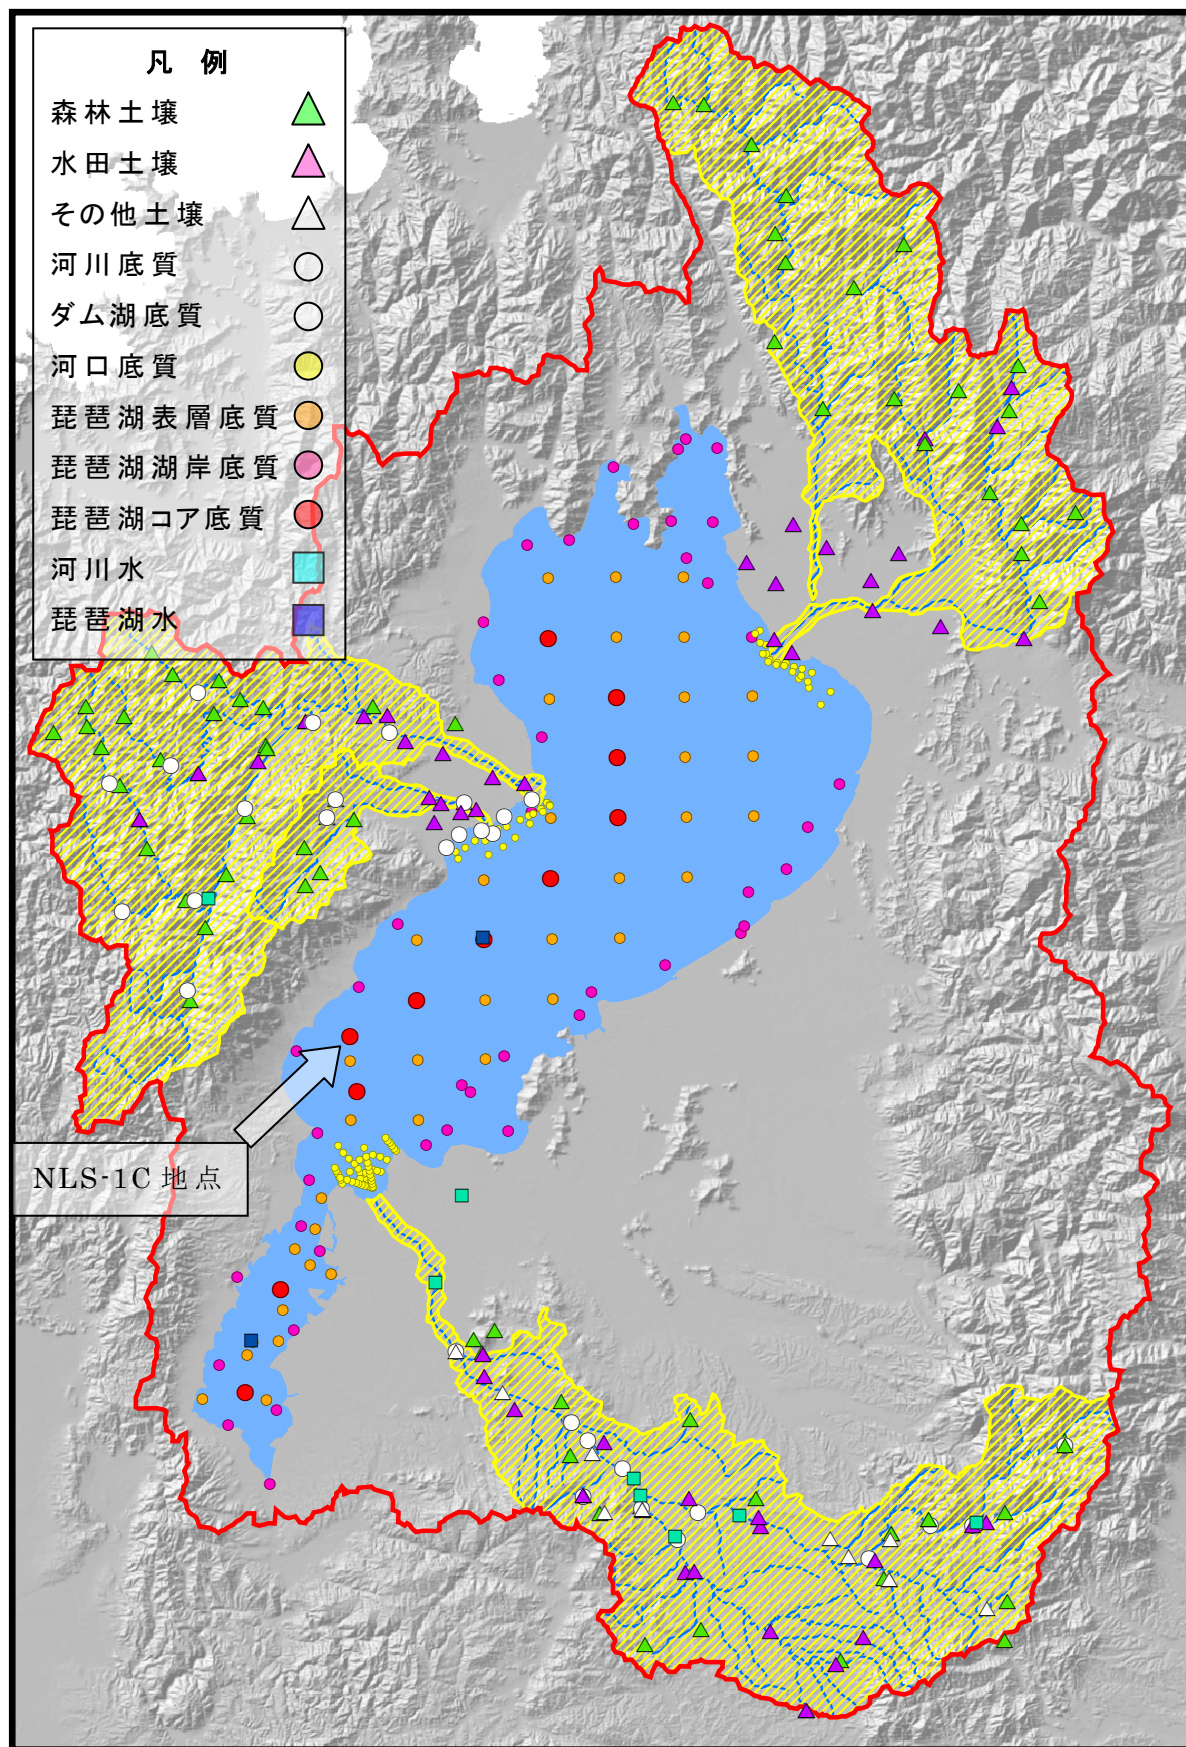 凡 例
森林土壌
水田土壌
その他土壌
河川底質
ダム湖底質
河口底質
琵琶湖表層底質
琵琶湖湖岸底質
琵琶湖コア底質
河川水
琵琶湖水
NLS-1C 地点